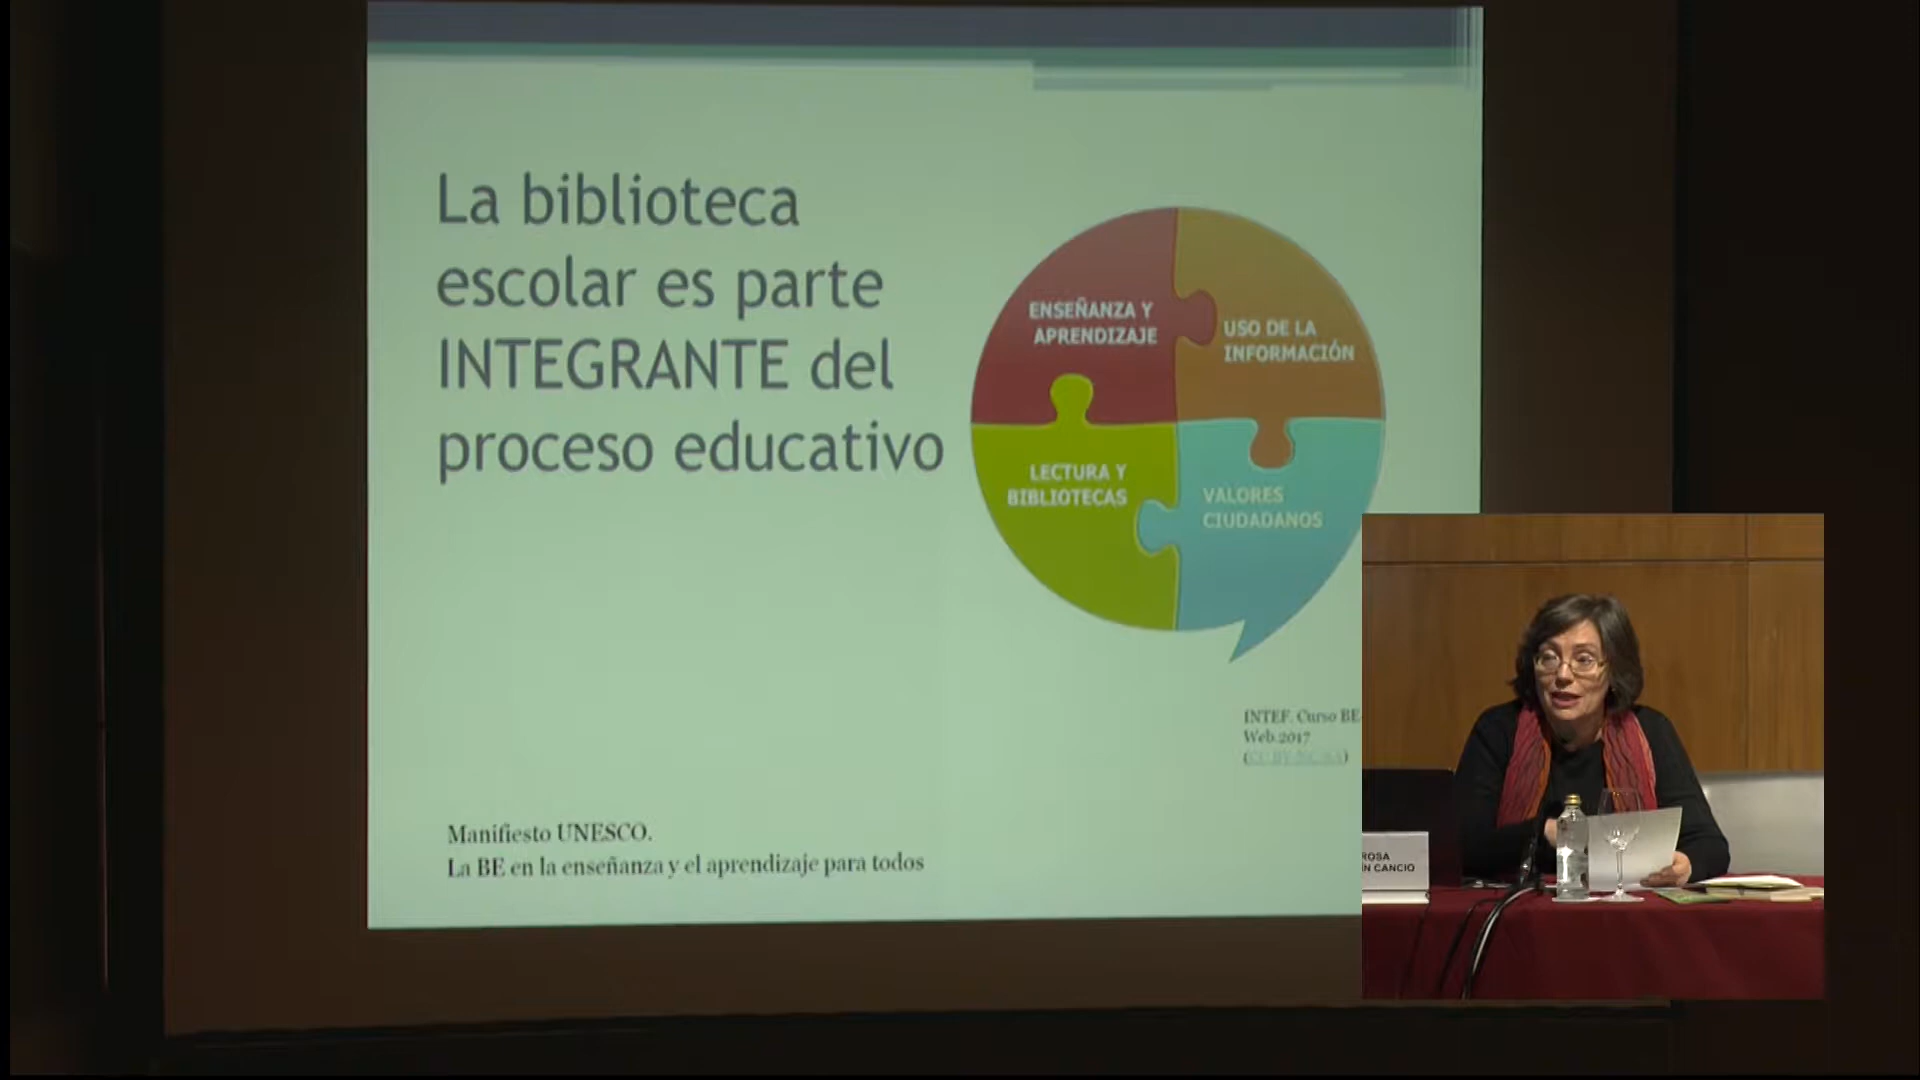 La biblioteca
escolar es parte
INTEGRANTE del
proceso educativo
ENSEÑANZA Y
APRENDIZAJE
USO DE LA
INFORMACIÓN
LECTURA Y
BIBLIOTECAS
VALORES
CIUDADANOS
INTEF. Curso BE
Web.2017
Manifiesto UNESCO.
La BE en la enseñanza y el aprendizaje para todos
ROSA
ÍN CANCIO